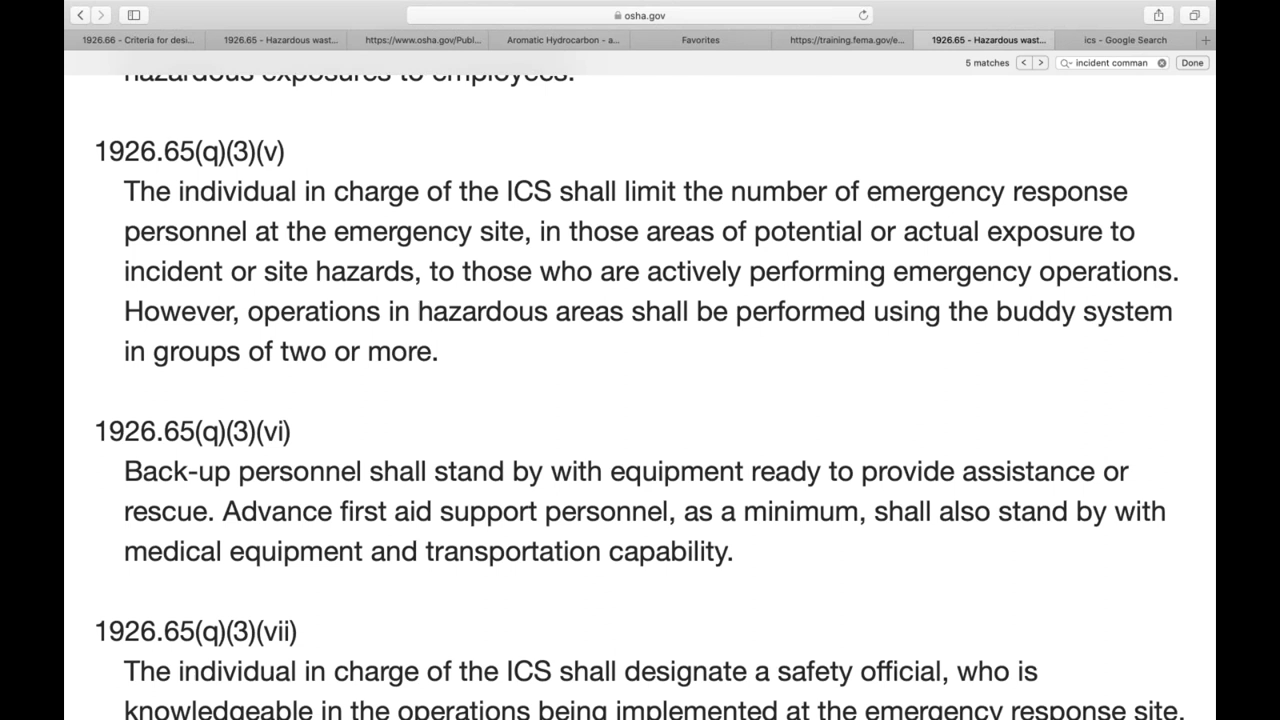 osha.gov
1926.66 - Criteria for desi...
1926.65 - Hazardous wast...
https://www.osha.gov/Publ...
Aromatic Hydrocarbon - a...
Favorites
https://training.fema.gov/e...
1926.65 - Hazardous wast...
ics - Google Search
5 matches
incident comman
Done
hazardous exposures to employees.
1926.65(q)(3)(v)
The individual in charge of the ICS shall limit the number of emergency response
personnel at the emergency site, in those areas of potential or actual exposure to
incident or site hazards, to those who are actively performing emergency operations.
However, operations in hazardous areas shall be performed using the buddy system
in groups of two or more.
1926.65(q)(3)(vi)
Back-up personnel shall stand by with equipment ready to provide assistance or
rescue. Advance first aid support personnel, as a minimum, shall also stand by with
medical equipment and transportation capability.
1926.65(q)(3)(vii)
The individual in charge of the ICS shall designate a safety official, who is
knowledgeable in the operations being implemented at the emergency response site,